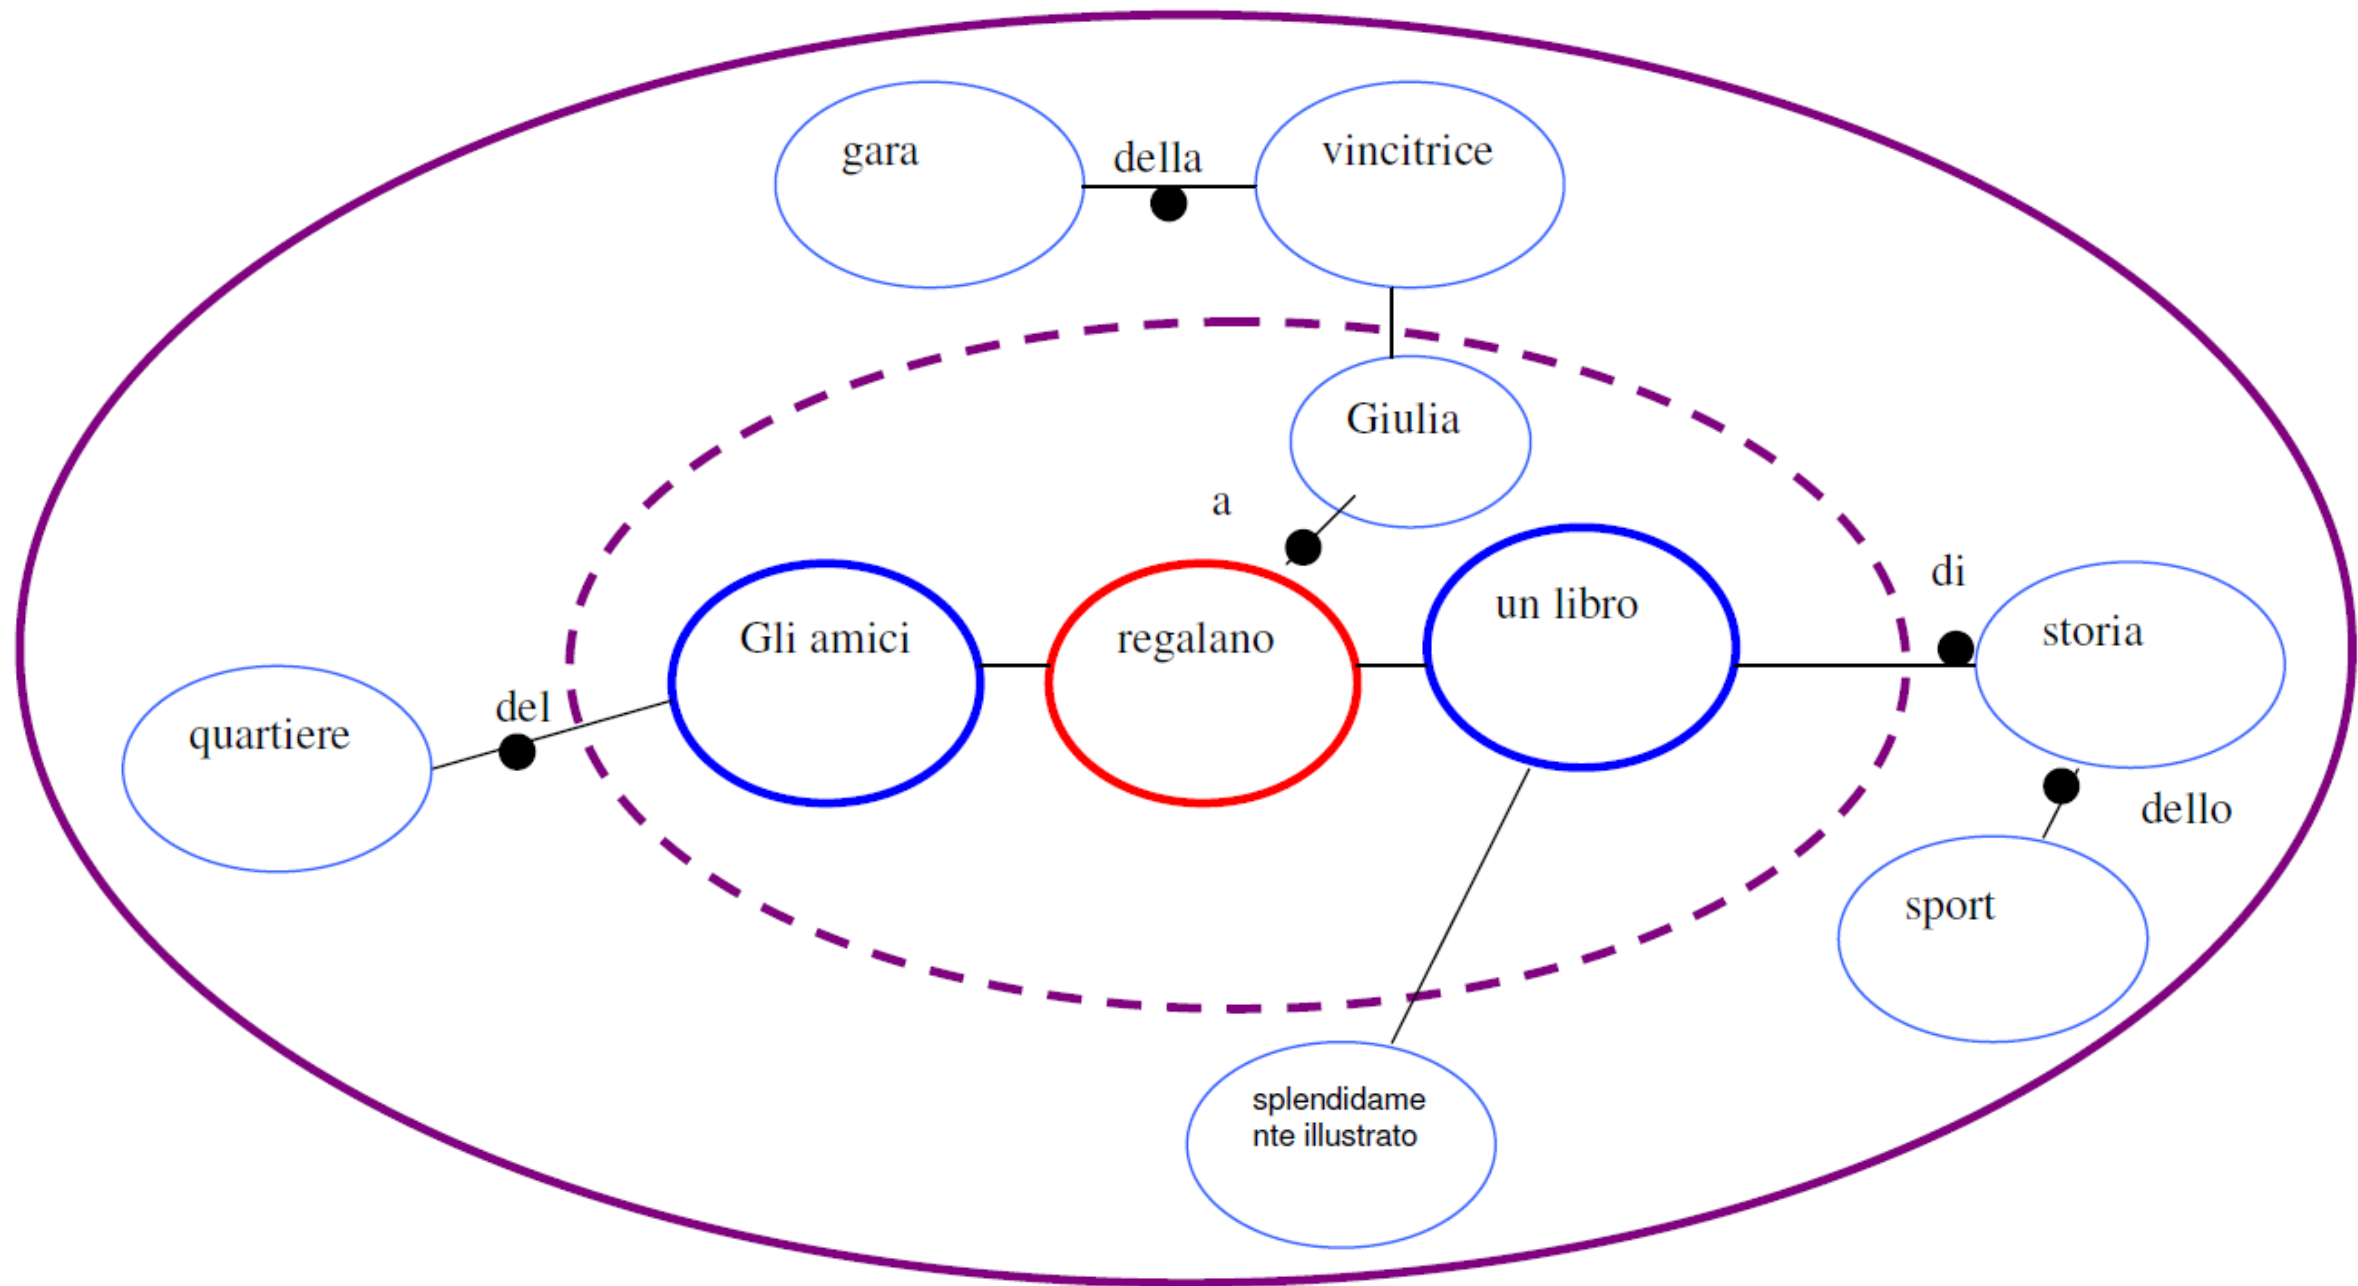 gara
della
vincitrice
Giulia
a
Gli amici
regalano
un libro
di
storia
quartiere
del
dello
sport
splendidame
nte illustrato